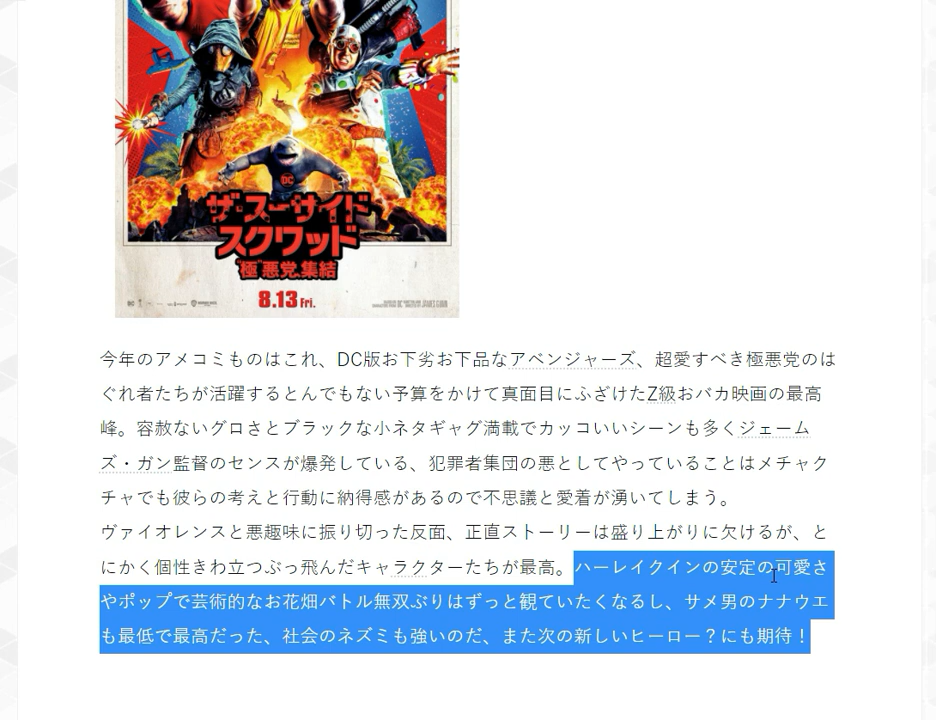 DC
ザ・スーサイド
スクワッド
"極"悪党、集結
8.13 Fri.
今年のアメコミものはこれ、DC版お下劣お下品なアベンジャーズ、超愛すべき極悪党のは
ぐれ者たちが活躍するとんでもない予算をかけて真面目にふざけたZ級おバカ映画の最高
峰。容赦ないグロさとブラックな小ネタギャグ満載でカッコいいシーンも多くジェーム
ズ・ガン監督のセンスが爆発している、犯罪者集団の悪としてやっていることはメチャク
チャでも彼らの考えと行動に納得感があるので不思議と愛着が湧いてしまう。
ヴァイオレンスと悪趣味に振り切った反面、正直ストーリーは盛り上がりに欠けるが、と
にかく個性きわ立つぶっ飛んだキャラクターたちが最高。ハーレイクインの安定の可愛さ
やポップで芸術的なお花畑バトル無双ぶりはずっと観ていたくなるし、サメ男のナナウエ
も最低で最高だった、社会のネズミも強いのだ、また次の新しいヒーロー？にも期待！